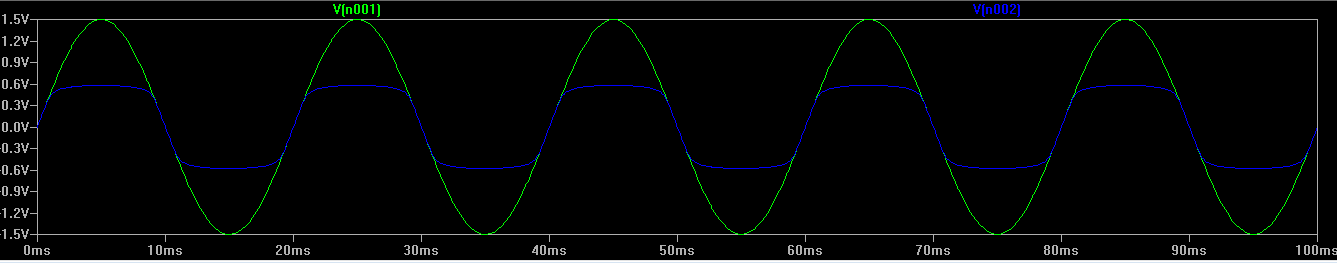 V(n001) V(n002)
1.5V
1.2V
0.9V
0.6V
0.3V
0.0V
-0.3V
-0.6V
-0.9V
-1.2V
-1.5V
0ms 10ms 20ms 30ms 40ms 50ms 60ms 70ms 80ms 90ms 100ms